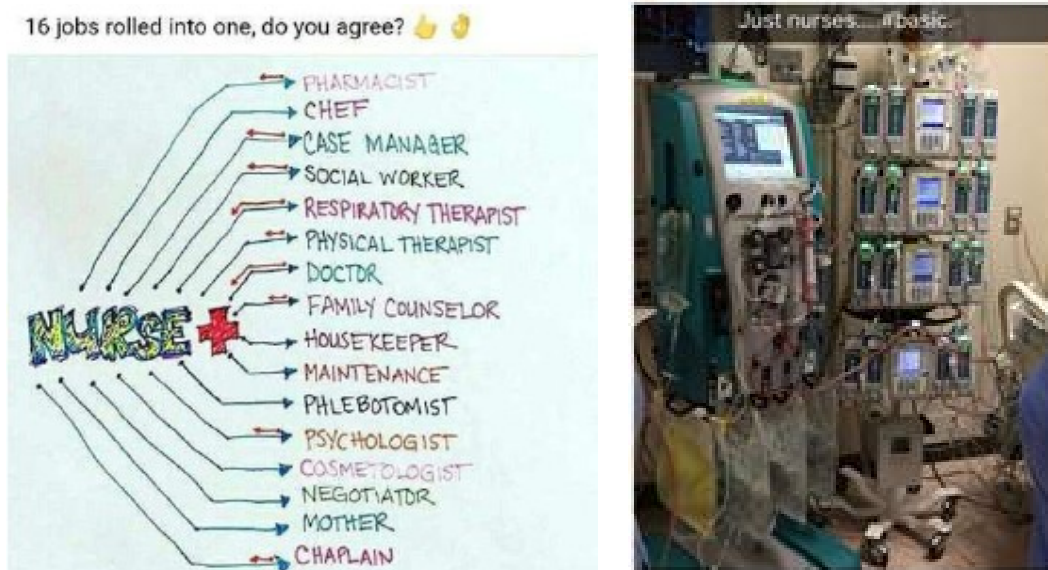 16 jobs rolled into one, do you agree? 👍 👌
PHARMACIST
CHEF
CASE MANAGER
SOCIAL WORKER
RESPIRATORY THERAPIST
PHYSICAL THERAPIST
DOCTOR
NURSE
FAMILY COUNSELOR
HOUSEKEEPER
MAINTENANCE
PHLEBOTOMIST
PSYCHOLOGIST
COSMETOLOGIST
NEGOTIATOR
MOTHER
CHAPLAIN
Just nurses.... #basic.